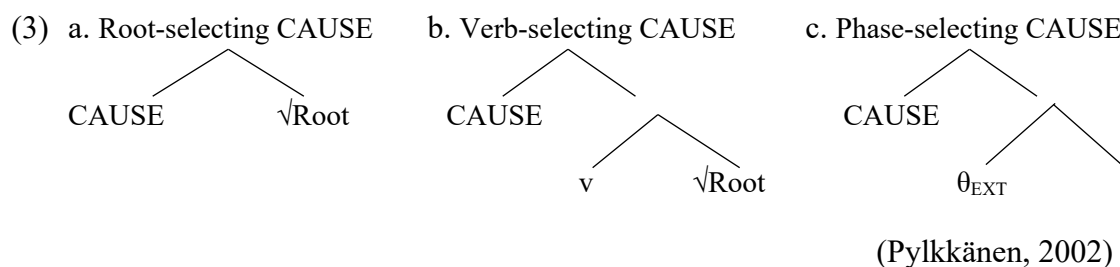 (3) a. Root-selecting CAUSE b. Verb-selecting CAUSE c. Phase-selecting CAUSE
CAUSE √Root CAUSE CAUSE
v √Root θEXT
(Pylkkänen, 2002)